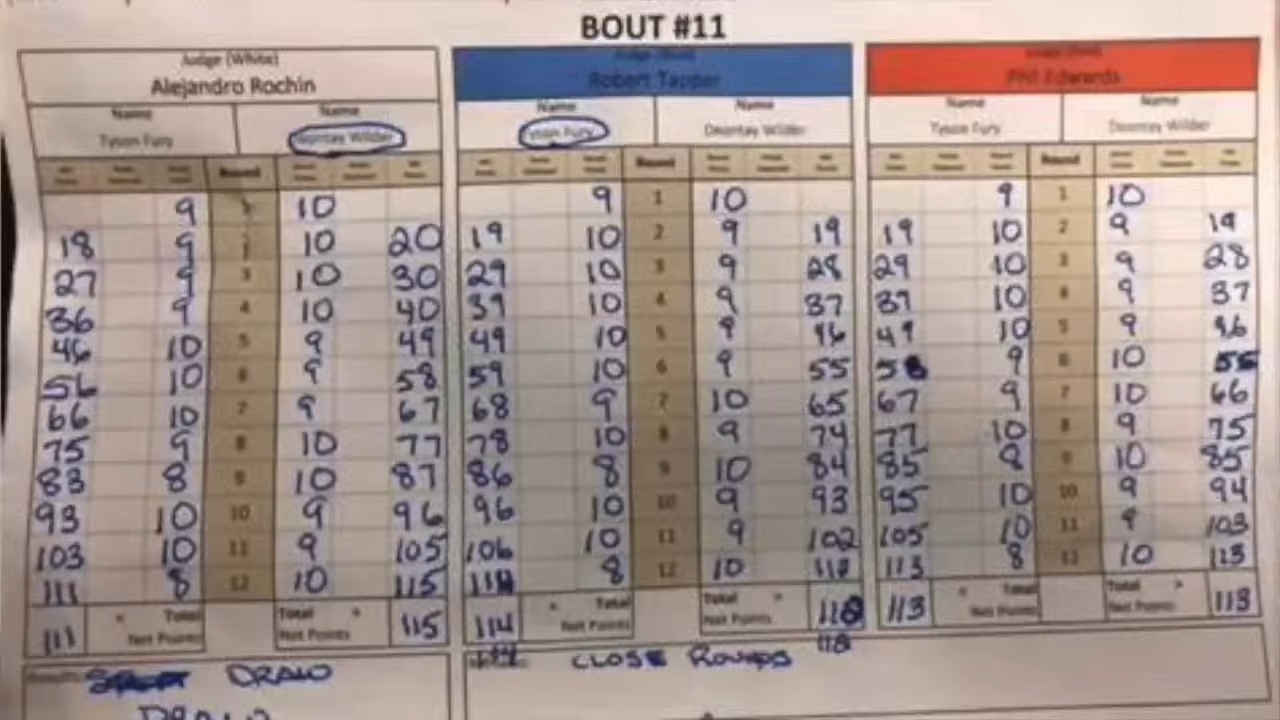 BOUT #11
Judge (White) Judge (Blue) Judge (Red)
Alejandro Rochin Robert Tapper Phil Edwards
Name Name Name Name Name Name
Tyson Fury Deontay Wilder Tyson Fury Deontay Wilder Tyson Fury Deontay Wilder
Round Round Round
9 10 9 1 10 9 1 10
18 9 10 20 19 10 2 9 19 19 10 2 9 19
27 9 3 10 30 29 10 3 9 28 29 10 3 9 28
36 9 4 10 40 39 10 4 9 37 39 10 4 9 37
46 10 5 9 49 49 10 5 9 46 49 10 5 9 46
56 10 6 9 58 59 10 6 9 55 58 9 6 10 56
66 10 7 9 67 68 9 7 10 65 67 9 7 10 66
75 9 8 10 77 78 10 8 9 74 77 10 8 9 75
83 8 9 10 87 86 8 9 10 84 85 8 9 10 85
93 10 10 9 96 96 10 10 9 93 95 10 10 9 94
103 10 11 9 105 106 10 11 9 102 105 10 11 9 103
111 8 12 10 115 114 8 12 10 112 113 8 12 10 113
Total Total Total Total Total Total
111 Net Points Net Points 115 114 Net Points Net Points 112 113 Net Points Net Points 113
114 112
DRAW CLOSE ROUNDS
DRAW